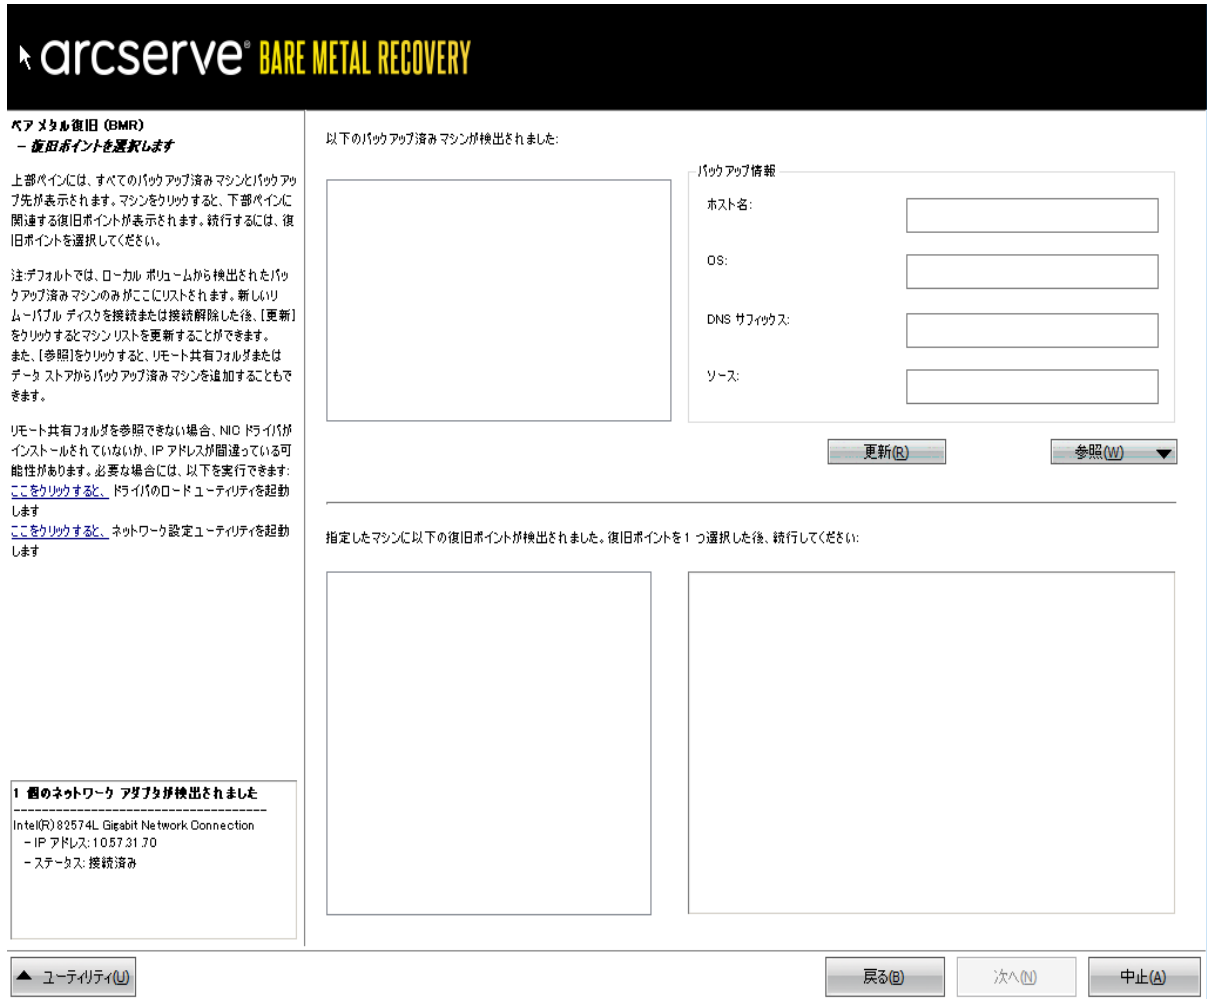 arcserve® BARE METAL RECOVERY
ベア メタル復旧 (BMR)
- 復旧ポイントを選択します
上部ペインには、すべてのバックアップ済みマシンとバックアッ
プ先が表示されます。マシンをクリックすると、下部ペインに
関連する復旧ポイントが表示されます。続行するには、復
旧ポイントを選択してください。
注:デフォルトでは、ローカル ボリュームから検出されたバッ
クアップ済みマシンのみがここにリストされます。新しいリ
ムーバブル ディスクを接続または接続解除した後、[更新]
をクリックするとマシン リストを更新することができます。
また、[参照]をクリックすると、リモート共有フォルダまたは
データ ストアからバックアップ済みマシンを追加することもで
きます。
リモート共有フォルダを参照できない場合、NIC ドライバが
インストールされていないか、IP アドレスが間違っている可
能性があります。必要な場合には、以下を実行できます:
ここをクリックすると、 ドライバのロード ユーティリティを起動
します
ここをクリックすると、 ネットワーク設定ユーティリティを起動
します
1 個のネットワーク アダプタが検出されました
------------------------------------
Intel(R) 82574L Gigabit Network Connection
- IP アドレス: 10.57.31.70
- ステータス: 接続済み
以下のバックアップ済みマシンが検出されました:
バックアップ情報
ホスト名:
OS:
DNS サフィックス:
ソース:
更新(R)
参照(W)
指定したマシンに以下の復旧ポイントが検出されました。復旧ポイントを1 つ選択した後、続行してください:
ユーティリティ(U)
戻る(B)
次へ(N)
中止(A)